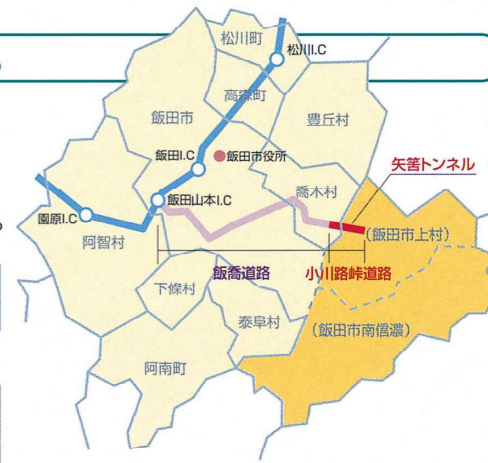 松川町
松川I.C
高森町
飯田市
豊丘村
飯田I.C
飯田市役所
矢筈トンネル
喬木村
飯田山本I.C
園原I.C
(飯田市上村)
阿智村
飯喬道路
小川路峠道路
下條村
泰阜村
(飯田市南信濃)
阿南町